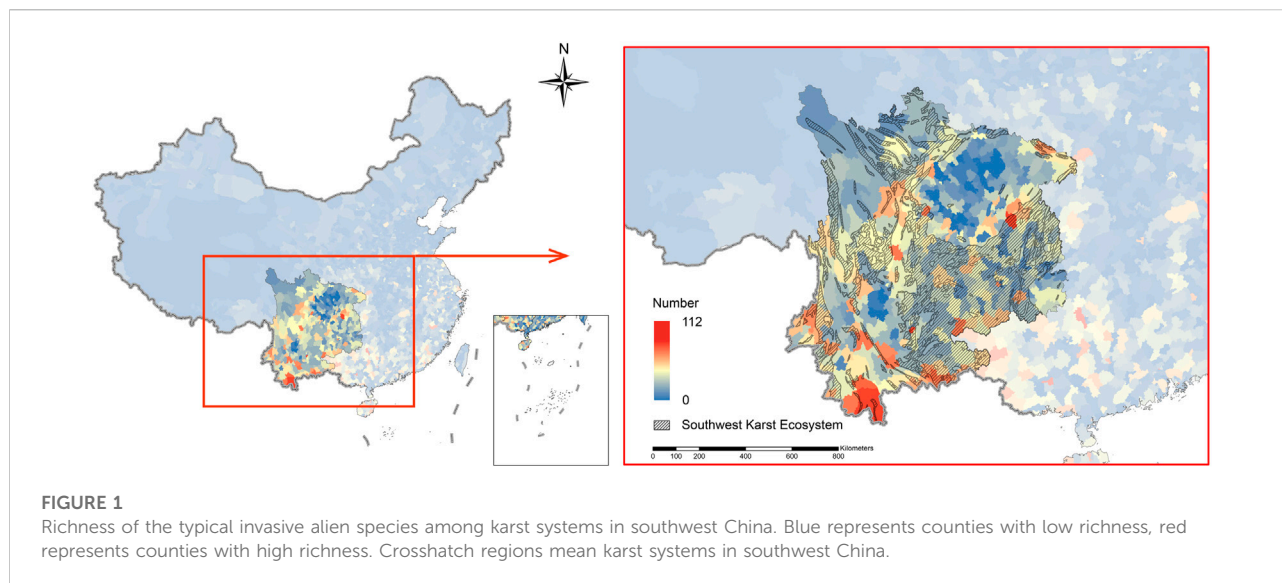 N
Number
112
0
Southwest Karst Ecosystem
Kilometers
0 100 200 400 600 800
FIGURE 1
Richness of the typical invasive alien species among karst systems in southwest China. Blue represents counties with low richness, red
represents counties with high richness. Crosshatch regions mean karst systems in southwest China.